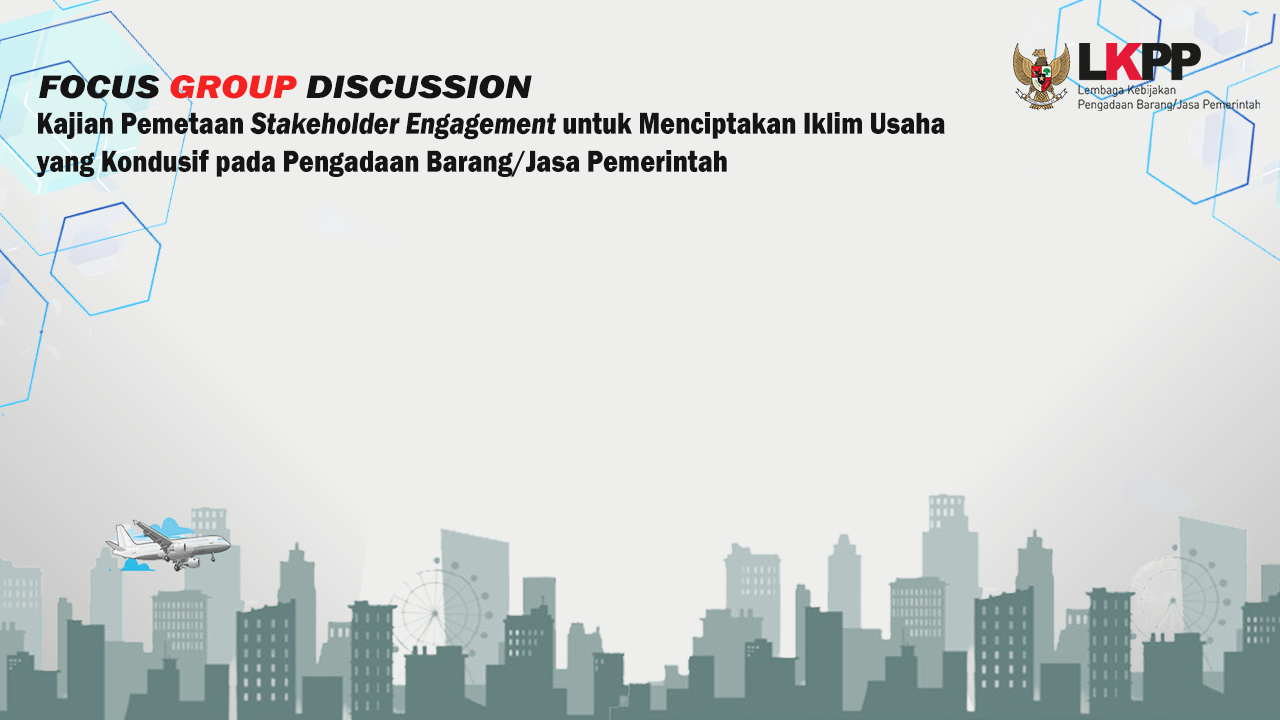 FOCUS GROUP DISCUSSION
Kajian Pemetaan Stakeholder Engagement untuk Menciptakan Iklim Usaha
yang Kondusif pada Pengadaan Barang/Jasa Pemerintah
LKPP
Lembaga Kebijakan
Pengadaan Barang/Jasa Pemerintah